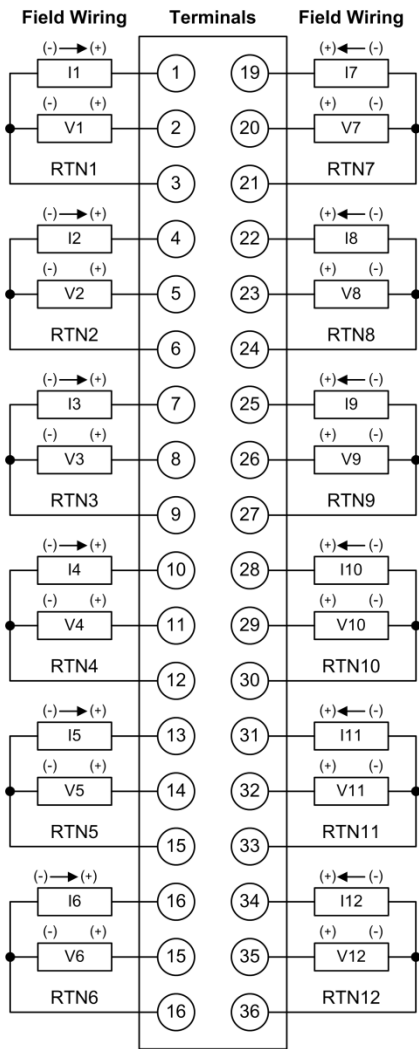 Field Wiring Terminals Field Wiring
(-) (+) (+) (-)
I1 1 19 I7
(-) (+) (+) (-)
V1 2 20 V7
RTN1 3 21 RTN7
(-) (+) (+) (-)
I2 4 22 I8
(-) (+) (+) (-)
V2 5 23 V8
RTN2 6 24 RTN8
(-) (+) (+) (-)
I3 7 25 I9
(-) (+) (+) (-)
V3 8 26 V9
RTN3 9 27 RTN9
(-) (+) (+) (-)
I4 10 28 I10
(-) (+) (+) (-)
V4 11 29 V10
RTN4 12 30 RTN10
(-) (+) (+) (-)
I5 13 31 I11
(-) (+) (+) (-)
V5 14 32 V11
RTN5 15 33 RTN11
(-) (+) (+) (-)
I6 16 34 I12
(-) (+) (+) (-)
V6 15 35 V12
RTN6 16 36 RTN12